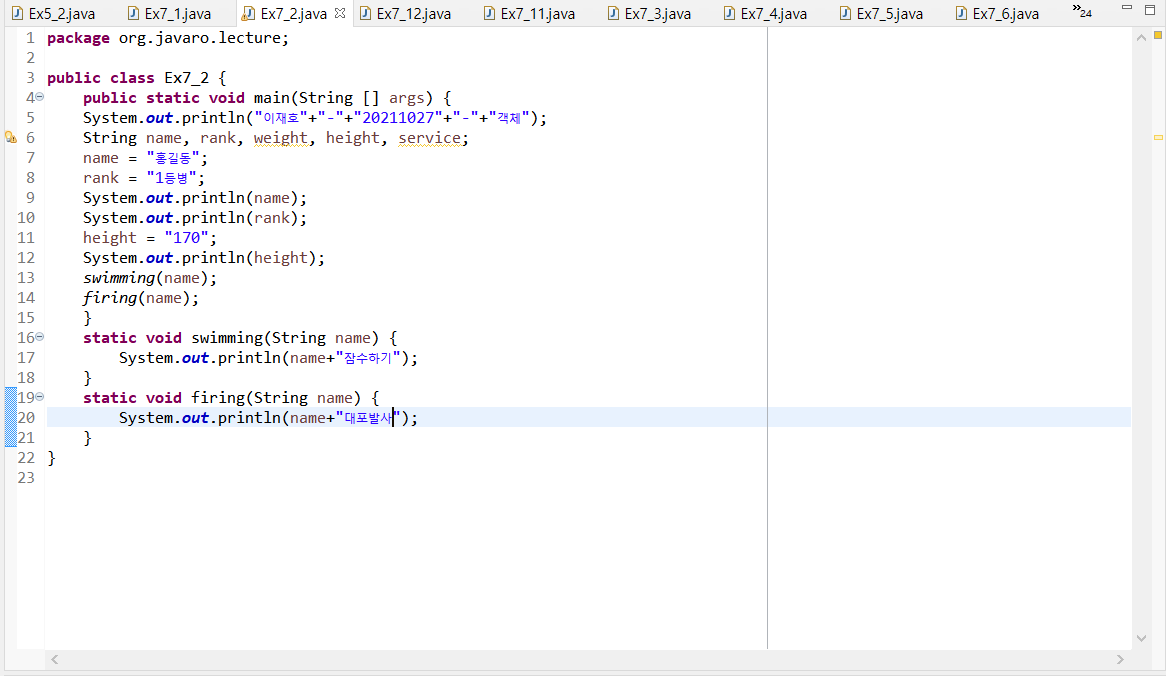 Ex5_2.java Ex7_1.java Ex7_2.java Ex7_12.java Ex7_11.java Ex7_3.java Ex7_4.java Ex7_5.java Ex7_6.java »24
1 package org.javaro.lecture;
2
3 public class Ex7_2 {
4 public static void main(String [] args) {
5 System.out.println("이재호"+"-"+"20211027"+"-"+"객체");
6 String name, rank, weight, height, service;
7 name = "홍길동";
8 rank = "1등병";
9 System.out.println(name);
10 System.out.println(rank);
11 height = "170";
12 System.out.println(height);
13 swimming(name);
14 firing(name);
15 }
16 static void swimming(String name) {
17 System.out.println(name+"잠수하기");
18 }
19 static void firing(String name) {
20 System.out.println(name+"대포발사");
21 }
22 }
23